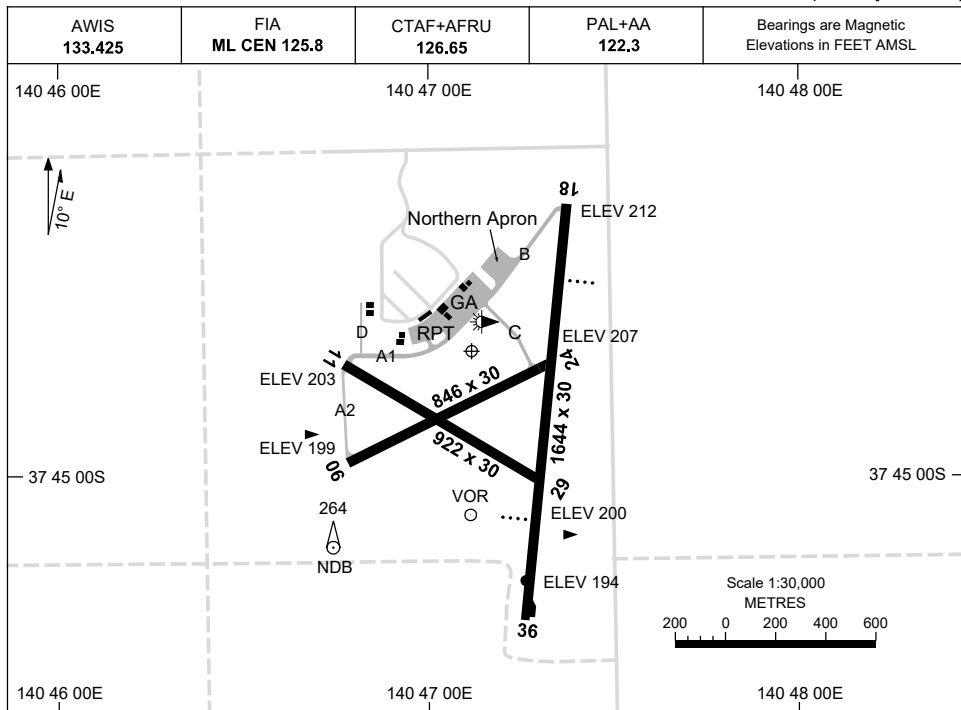 AWIS
133.425
FIA
ML CEN 125.8
CTAF+AFRU
126.65
PAL+AA
122.3
Bearings are Magnetic
Elevations in FEET AMSL
140 46 00E
140 47 00E
140 48 00E
10° E
18
ELEV 212
Northern Apron
B
GA
RPT
C
D
A1
ELEV 207
11
24
ELEV 203
846 x 30
1644 x 30
A2
922 x 30
ELEV 199
06
37 45 00S
37 45 00S
29
264
VOR
ELEV 200
NDB
ELEV 194
Scale 1:30,000
METRES
200 0 200 400 600
36
140 46 00E
140 47 00E
140 48 00E